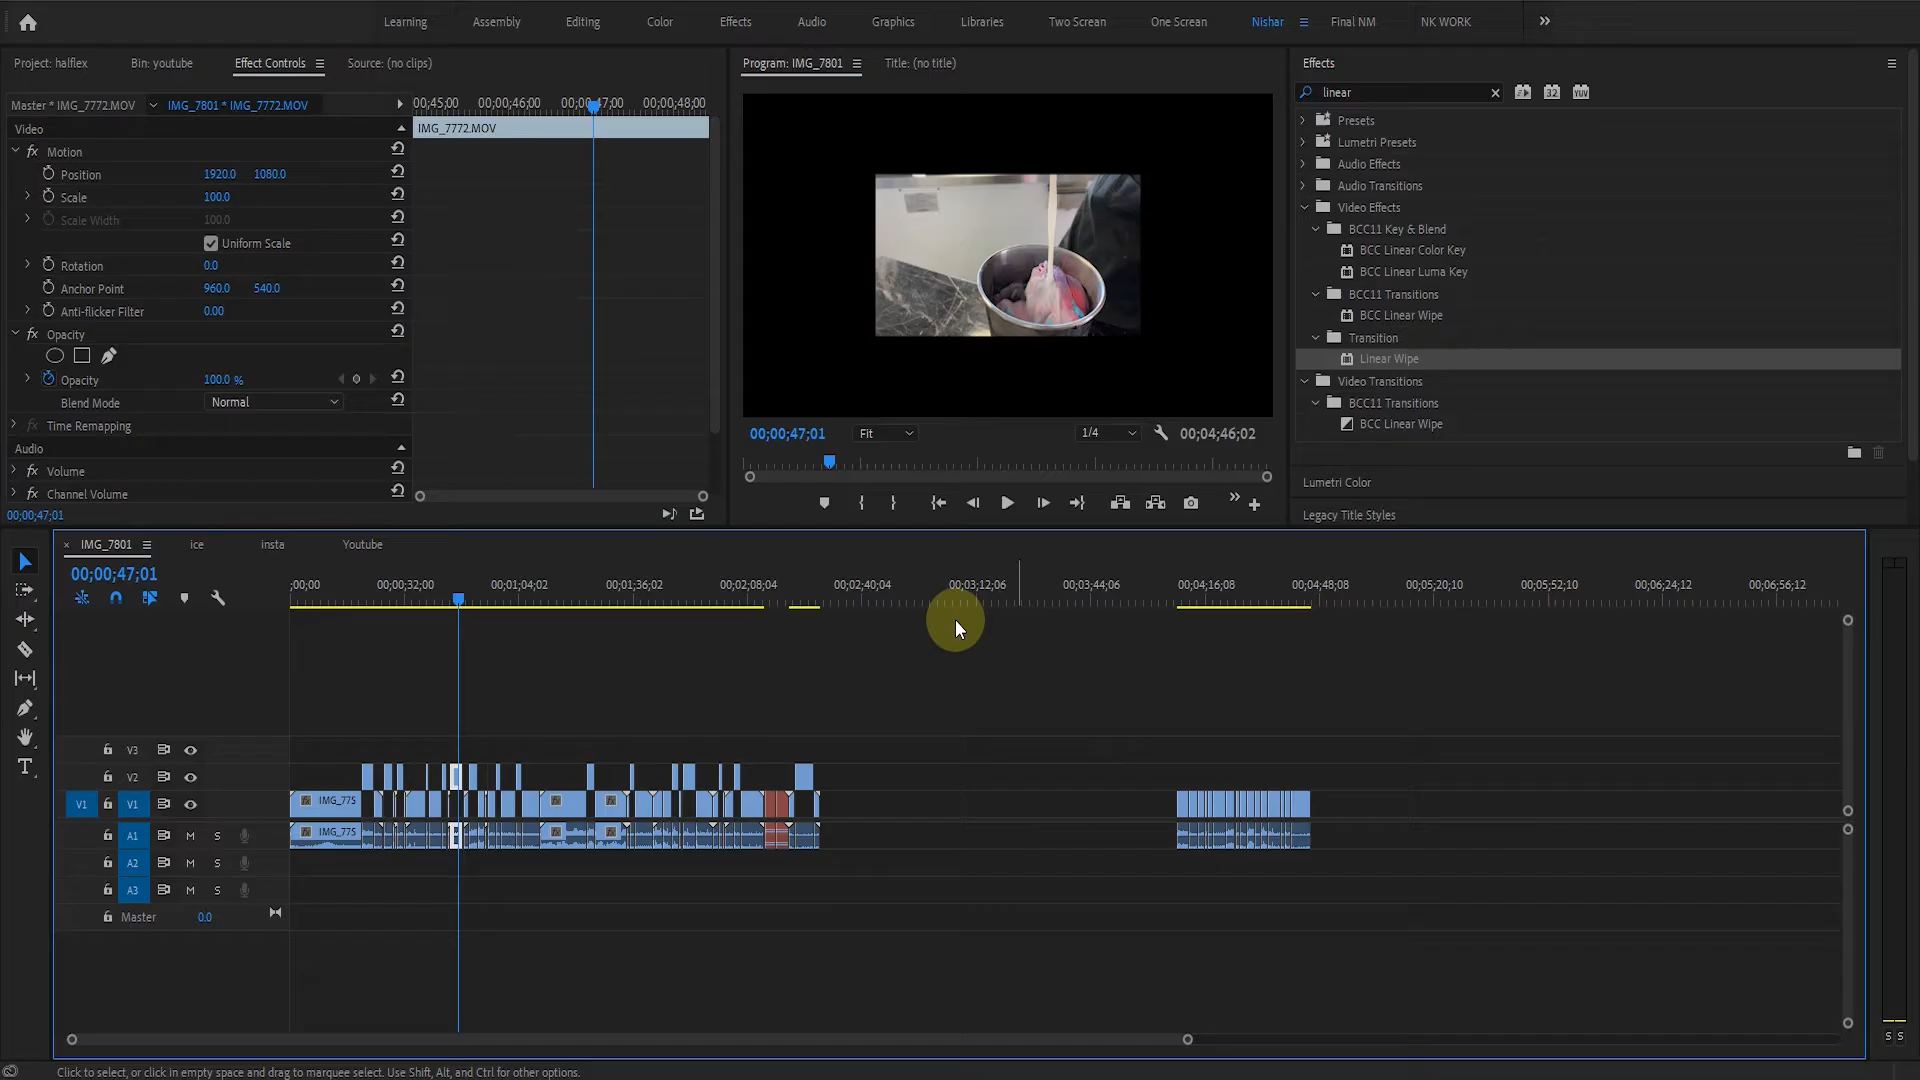 Learning Assembly Editing Color Effects Audio Graphics Libraries Two Screan One Screan Nishar Final NM NK WORK
Project: halflex Bin: youtube Effect Controls Source: (no clips)
Master * IMG_7772.MOV IMG_7801 * IMG_7772.MOV
00;45;00 00;00;46;00 00;00;47;00 00;00;48;00
Video
IMG_7772.MOV
Motion
Position 1920.0 1080.0
Scale 100.0
Scale Width 100.0
Uniform Scale
Rotation 0.0
Anchor Point 960.0 540.0
Anti-flicker Filter 0.00
Opacity
Opacity 100.0 %
Blend Mode Normal
Time Remapping
Audio
Volume
Channel Volume
00;00;47;01
Program: IMG_7801 Title: (no title)
00;00;47;01 Fit 1/4 00;04;46;02
Effects
linear
32 YUV
Presets
Lumetri Presets
Audio Effects
Audio Transitions
Video Effects
BCC11 Key & Blend
BCC Linear Color Key
BCC Linear Luma Key
BCC11 Transitions
BCC Linear Wipe
Transition
Linear Wipe
Video Transitions
BCC11 Transitions
BCC Linear Wipe
Lumetri Color
Legacy Title Styles
× IMG_7801 ice insta Youtube
00;00;47;01
;00;00 00;00;32;00 00;01;04;02 00;01;36;02 00;02;08;04 00;02;40;04 00;03;12;06 00;03;44;06 00;04;16;08 00;04;48;08 00;05;20;10 00;05;52;10 00;06;24;12 00;06;56;12
V3
V2
V1 V1 fx IMG_775 fx fx
A1 M S fx IMG_775 fx fx
A2 M S
A3 M S
Master 0.0
S S
Click to select, or click in empty space and drag to marquee select. Use Shift, Alt, and Ctrl for other options.